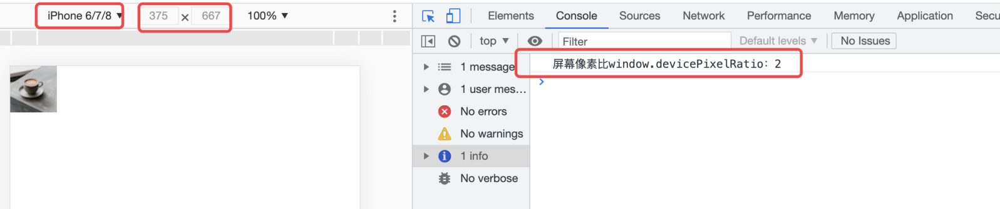 iPhone 6/7/8 ▼ 375 × 667 100% ▼
Elements Console Sources Network Performance Memory Application Secu
top ▼ Filter Default levels ▼ No Issues
1 message
屏幕像素比window.devicePixelRatio: 2
1 user mes…
No errors
No warnings
1 info
No verbose